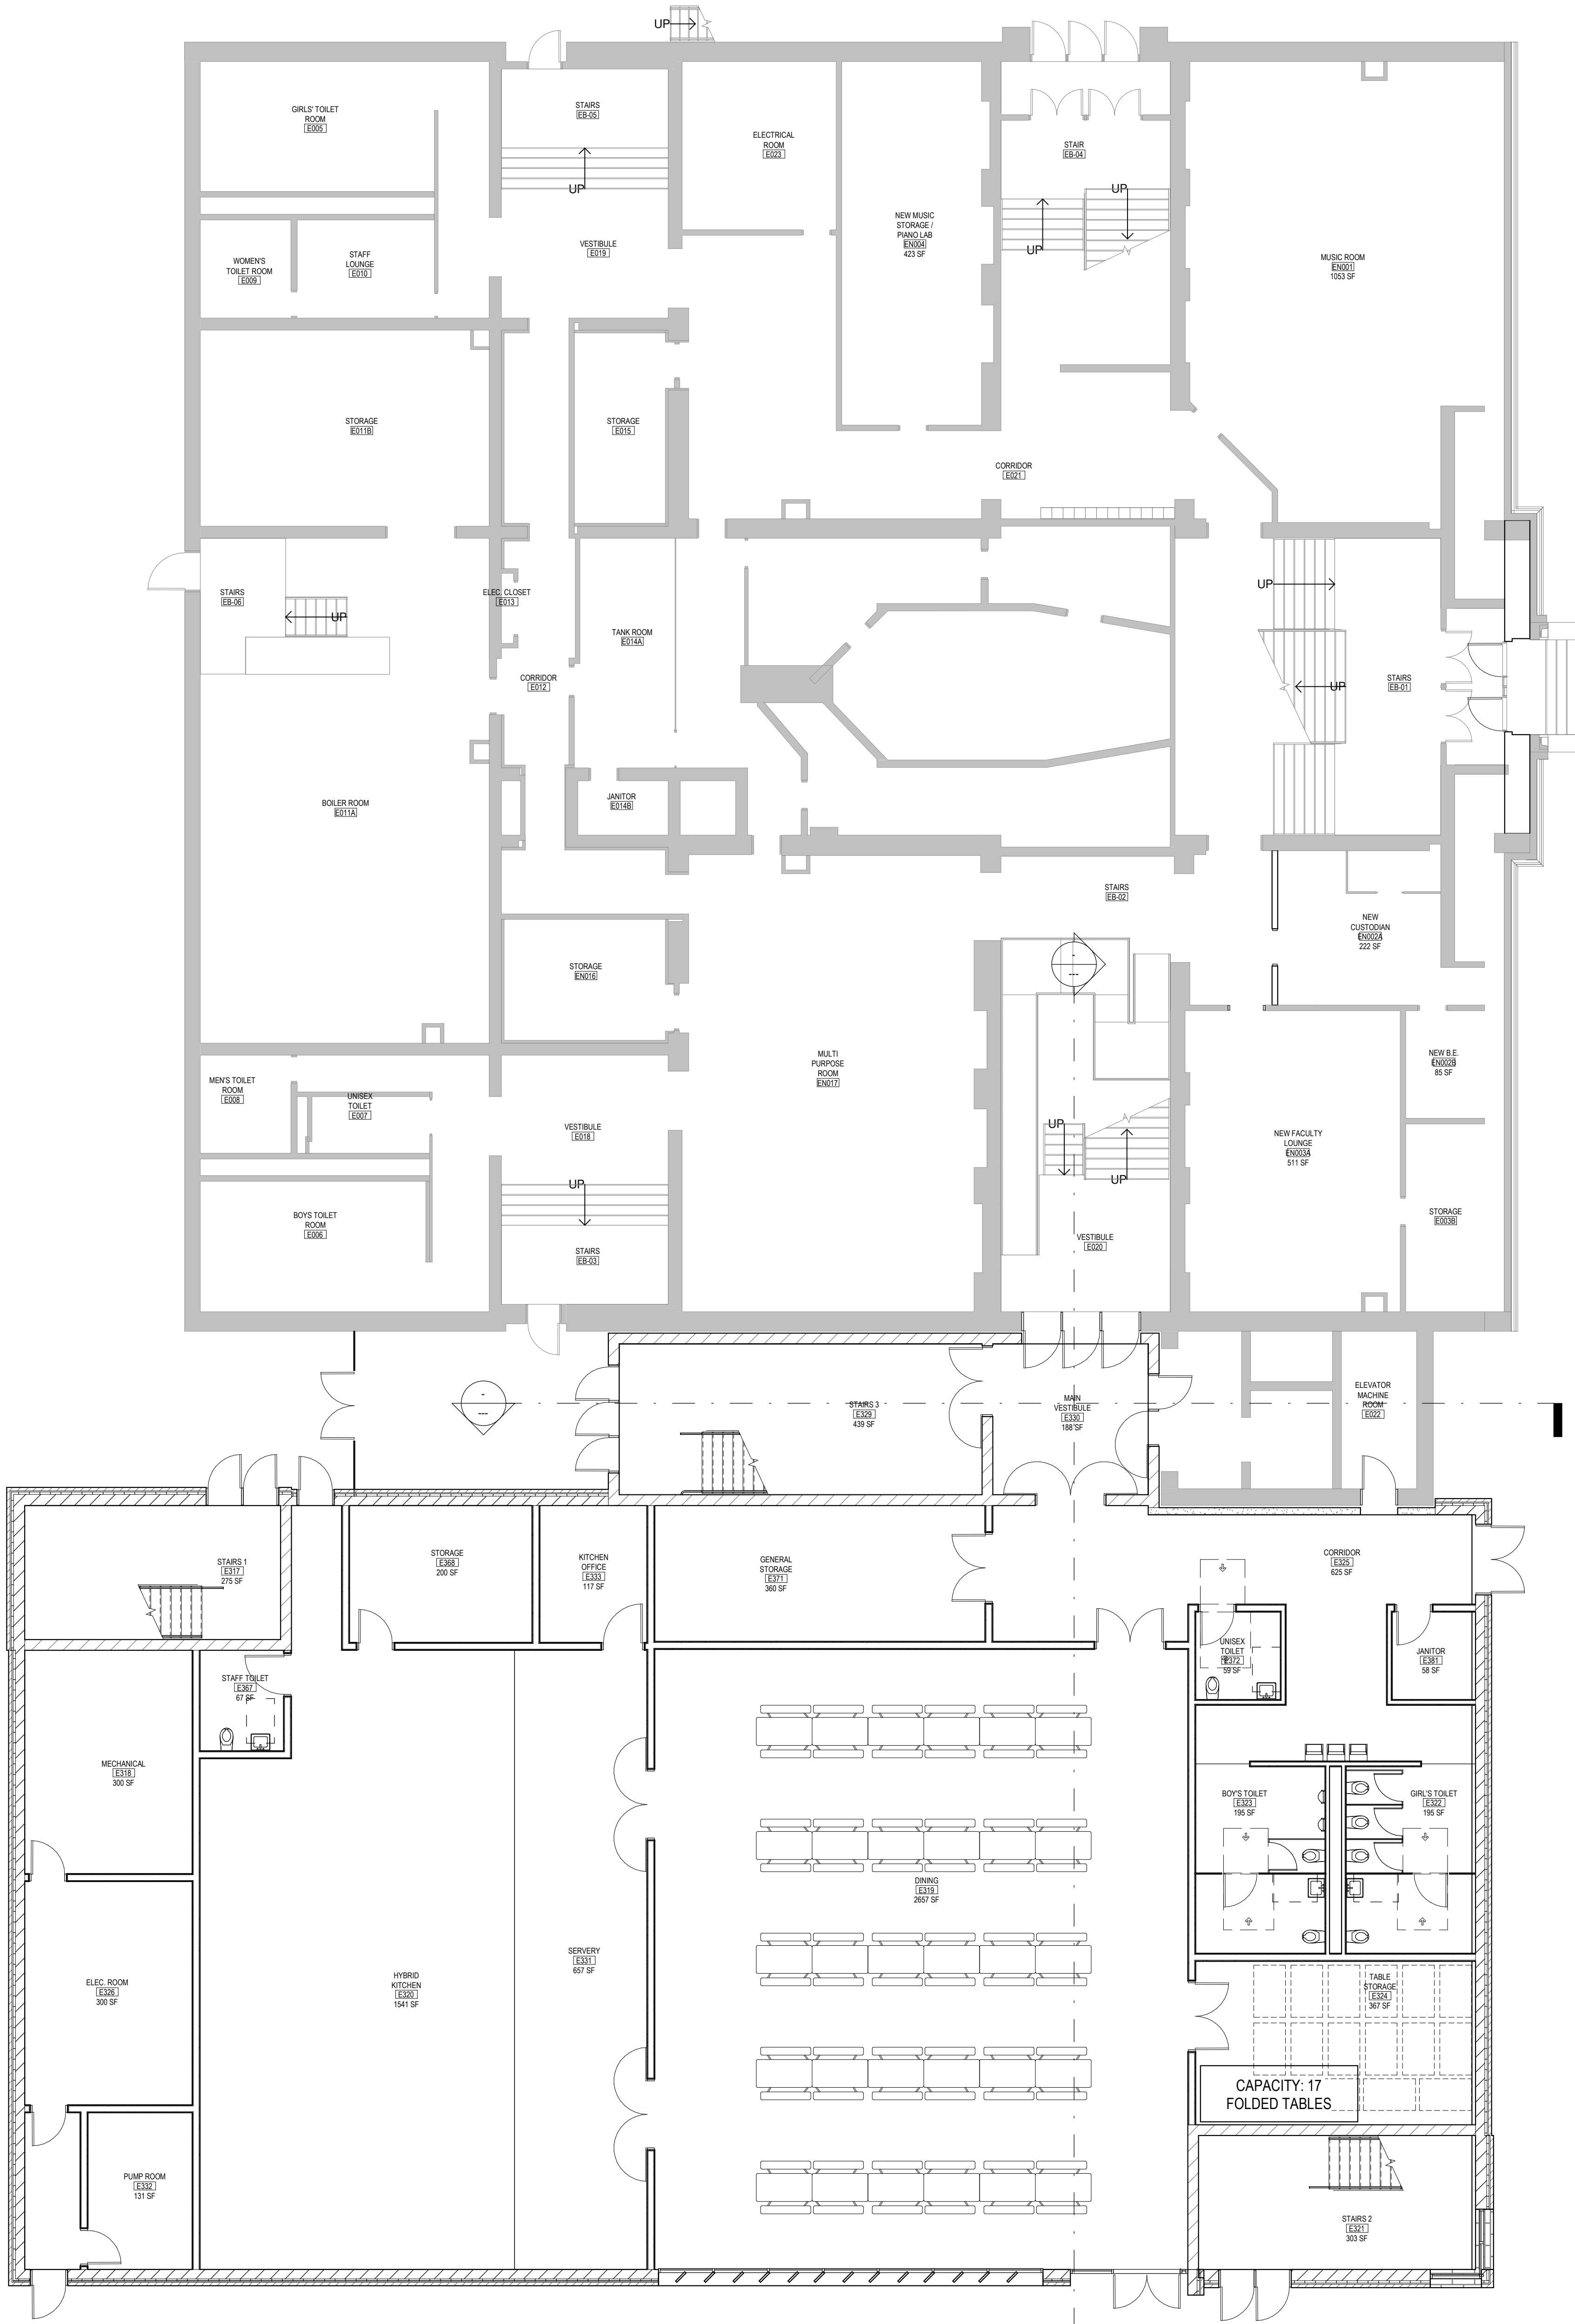 UP
GIRLS' TOILET
ROOM
E005
STAIRS
EB-05
UP
ELECTRICAL
ROOM
E023
STAIR
EB-04
UP
UP
NEW MUSIC
STORAGE /
PIANO LAB
EN004
423 SF
MUSIC ROOM
EN001
1053 SF
WOMEN'S
TOILET ROOM
E009
STAFF
LOUNGE
E010
VESTIBULE
E019
STORAGE
E011B
STORAGE
E015
CORRIDOR
E021
STAIRS
EB-06
UP
ELEC. CLOSET
E013
TANK ROOM
E014A
CORRIDOR
E012
UP
UP
STAIRS
EB-01
BOILER ROOM
E011A
JANITOR
E014B
STAIRS
EB-02
NEW
CUSTODIAN
EN002A
222 SF
-
---
STORAGE
EN016
MULTI
PURPOSE
ROOM
EN017
NEW B.E.
EN002B
85 SF
MEN'S TOILET
ROOM
E008
UNISEX
TOILET
E007
VESTIBULE
E018
UP
UP
UP
NEW FACULTY
LOUNGE
EN003A
511 SF
BOYS TOILET
ROOM
E006
STAIRS
EB-03
VESTIBULE
E020
STORAGE
E003B
-
---
STAIRS 3
E329
439 SF
MAIN
VESTIBULE
E330
188 SF
ELEVATOR
MACHINE
ROOM
E022
STAIRS 1
E317
275 SF
STORAGE
E368
200 SF
KITCHEN
OFFICE
E333
117 SF
GENERAL
STORAGE
E371
360 SF
CORRIDOR
E325
625 SF
STAFF TOILET
E367
67 SF
UNISEX
TOILET
E372
59 SF
JANITOR
E381
58 SF
MECHANICAL
E318
300 SF
BOY'S TOILET
E323
195 SF
GIRL'S TOILET
E322
195 SF
DINING
E319
2657 SF
ELEC. ROOM
E326
300 SF
HYBRID
KITCHEN
E320
1541 SF
SERVERY
E331
657 SF
TABLE
STORAGE
E324
367 SF
CAPACITY: 17
FOLDED TABLES
PUMP ROOM
E332
131 SF
STAIRS 2
E321
303 SF